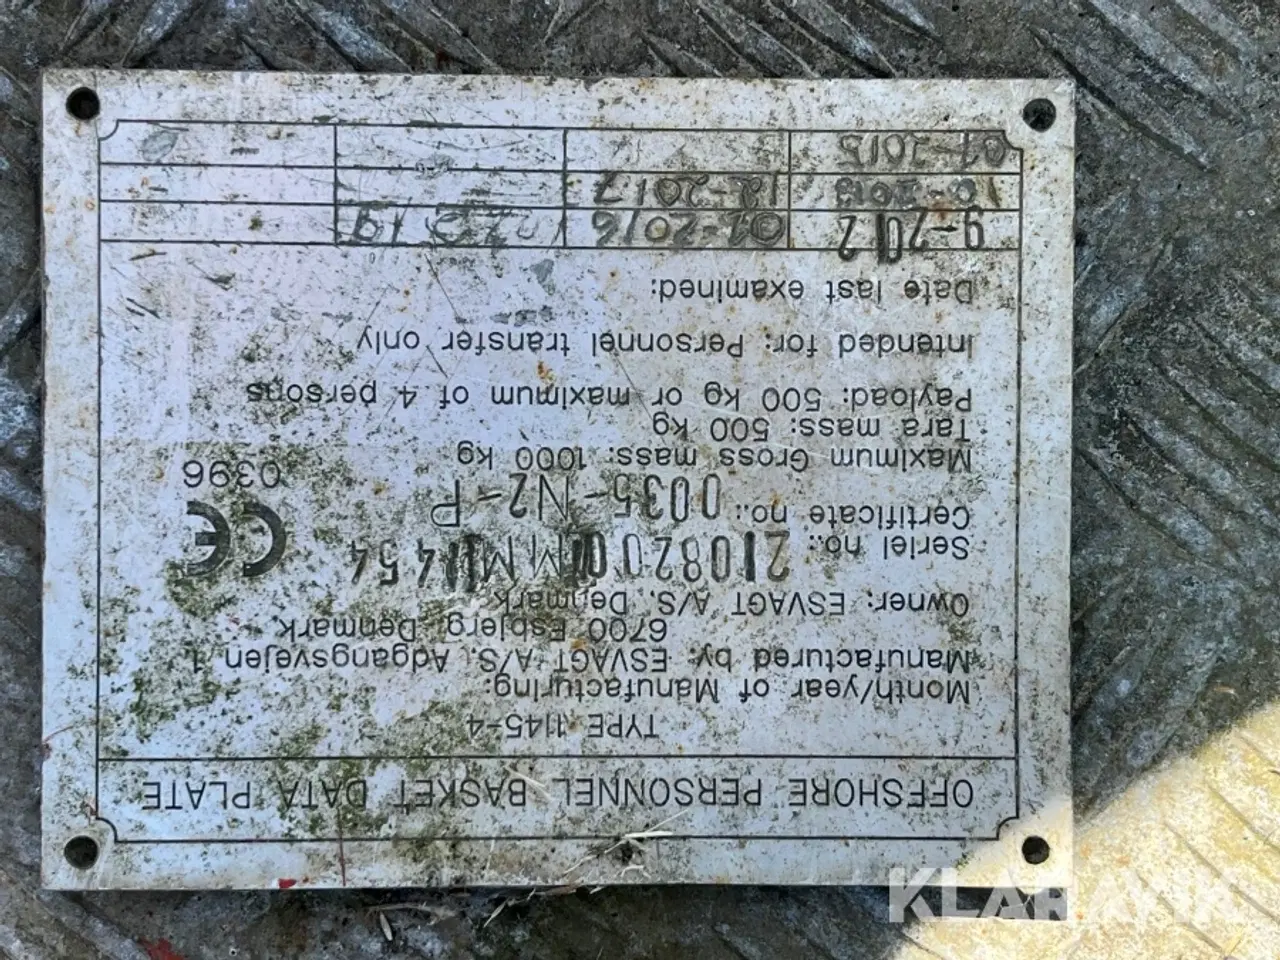 OFFSHORE PERSONNEL BASKET DATA PLATE
TYPE 1145-4
Month/year of Manufacturing:
Manufactured by: ESVAGT A/S, Adgangsvejen 1
6700 Esbjerg Denmark
Owner: ESVAGT A/S, Denmark
Seriel no.:
Certificate no.: 0035-N2-P
CE
Maximum Gross mass: 1000 kg
0396
Tara mass: 500 kg
Payload: 500 kg or maximum of 4 persons
Intended for: Personnel transfer only
Date last examined:
9-2012 01-2016
-2013 12-2017
01-2015
KLARAVIK